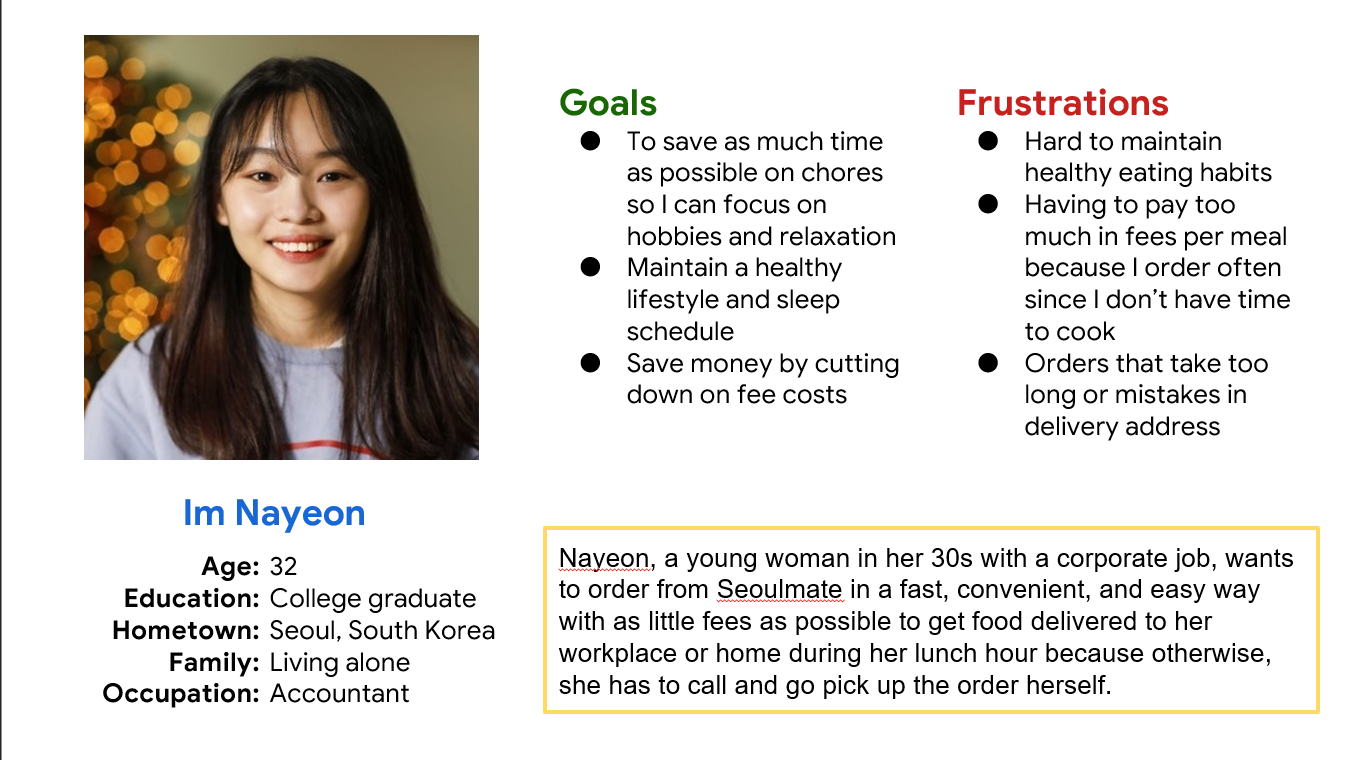 Goals
● To save as much time
as possible on chores
so I can focus on
hobbies and relaxation
● Maintain a healthy
lifestyle and sleep
schedule
● Save money by cutting
down on fee costs
Frustrations
● Hard to maintain
healthy eating habits
● Having to pay too
much in fees per meal
because I order often
since I don’t have time
to cook
● Orders that take too
long or mistakes in
delivery address
Im Nayeon
Age: 32
Education: College graduate
Hometown: Seoul, South Korea
Family: Living alone
Occupation: Accountant
Nayeon, a young woman in her 30s with a corporate job, wants
to order from Seoulmate in a fast, convenient, and easy way
with as little fees as possible to get food delivered to her
workplace or home during her lunch hour because otherwise,
she has to call and go pick up the order herself.